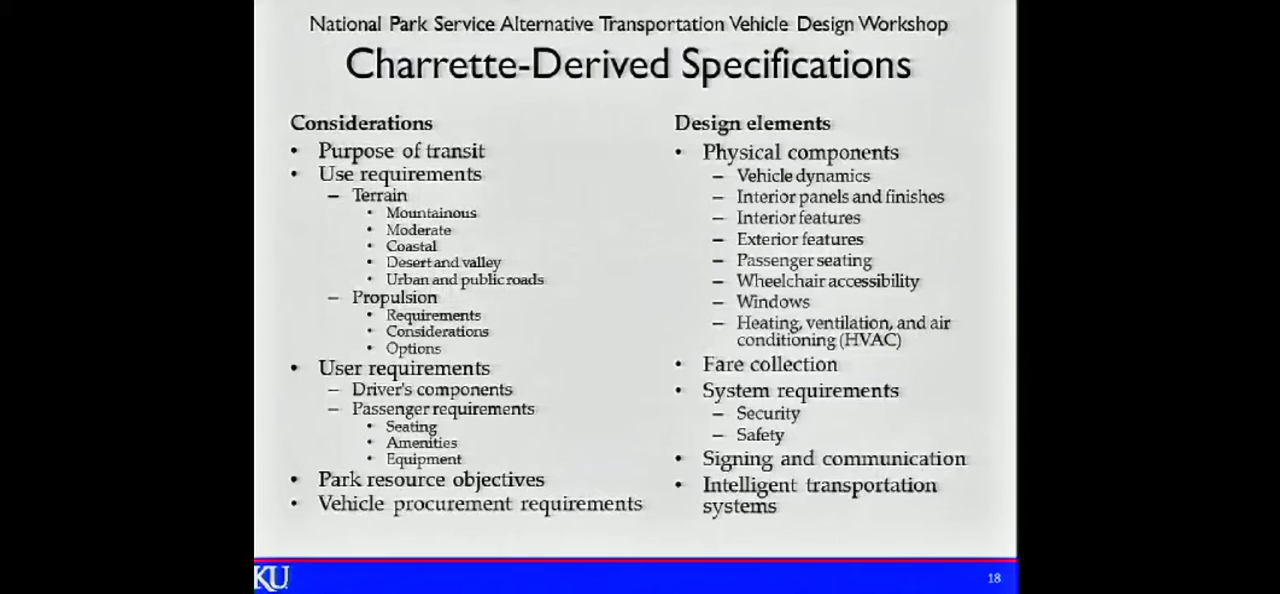 National Park Service Alternative Transportation Vehicle Design Workshop
Charrette-Derived Specifications
Considerations
• Purpose of transit
• Use requirements
– Terrain
• Mountainous
• Moderate
• Coastal
• Desert and valley
• Urban and public roads
– Propulsion
• Requirements
• Considerations
• Options
• User requirements
– Driver's components
– Passenger requirements
• Seating
• Amenities
• Equipment
• Park resource objectives
• Vehicle procurement requirements
Design elements
• Physical components
– Vehicle dynamics
– Interior panels and finishes
– Interior features
– Exterior features
– Passenger seating
– Wheelchair accessibility
– Windows
– Heating, ventilation, and air
conditioning (HVAC)
• Fare collection
• System requirements
– Security
– Safety
• Signing and communication
• Intelligent transportation
systems
KU
18